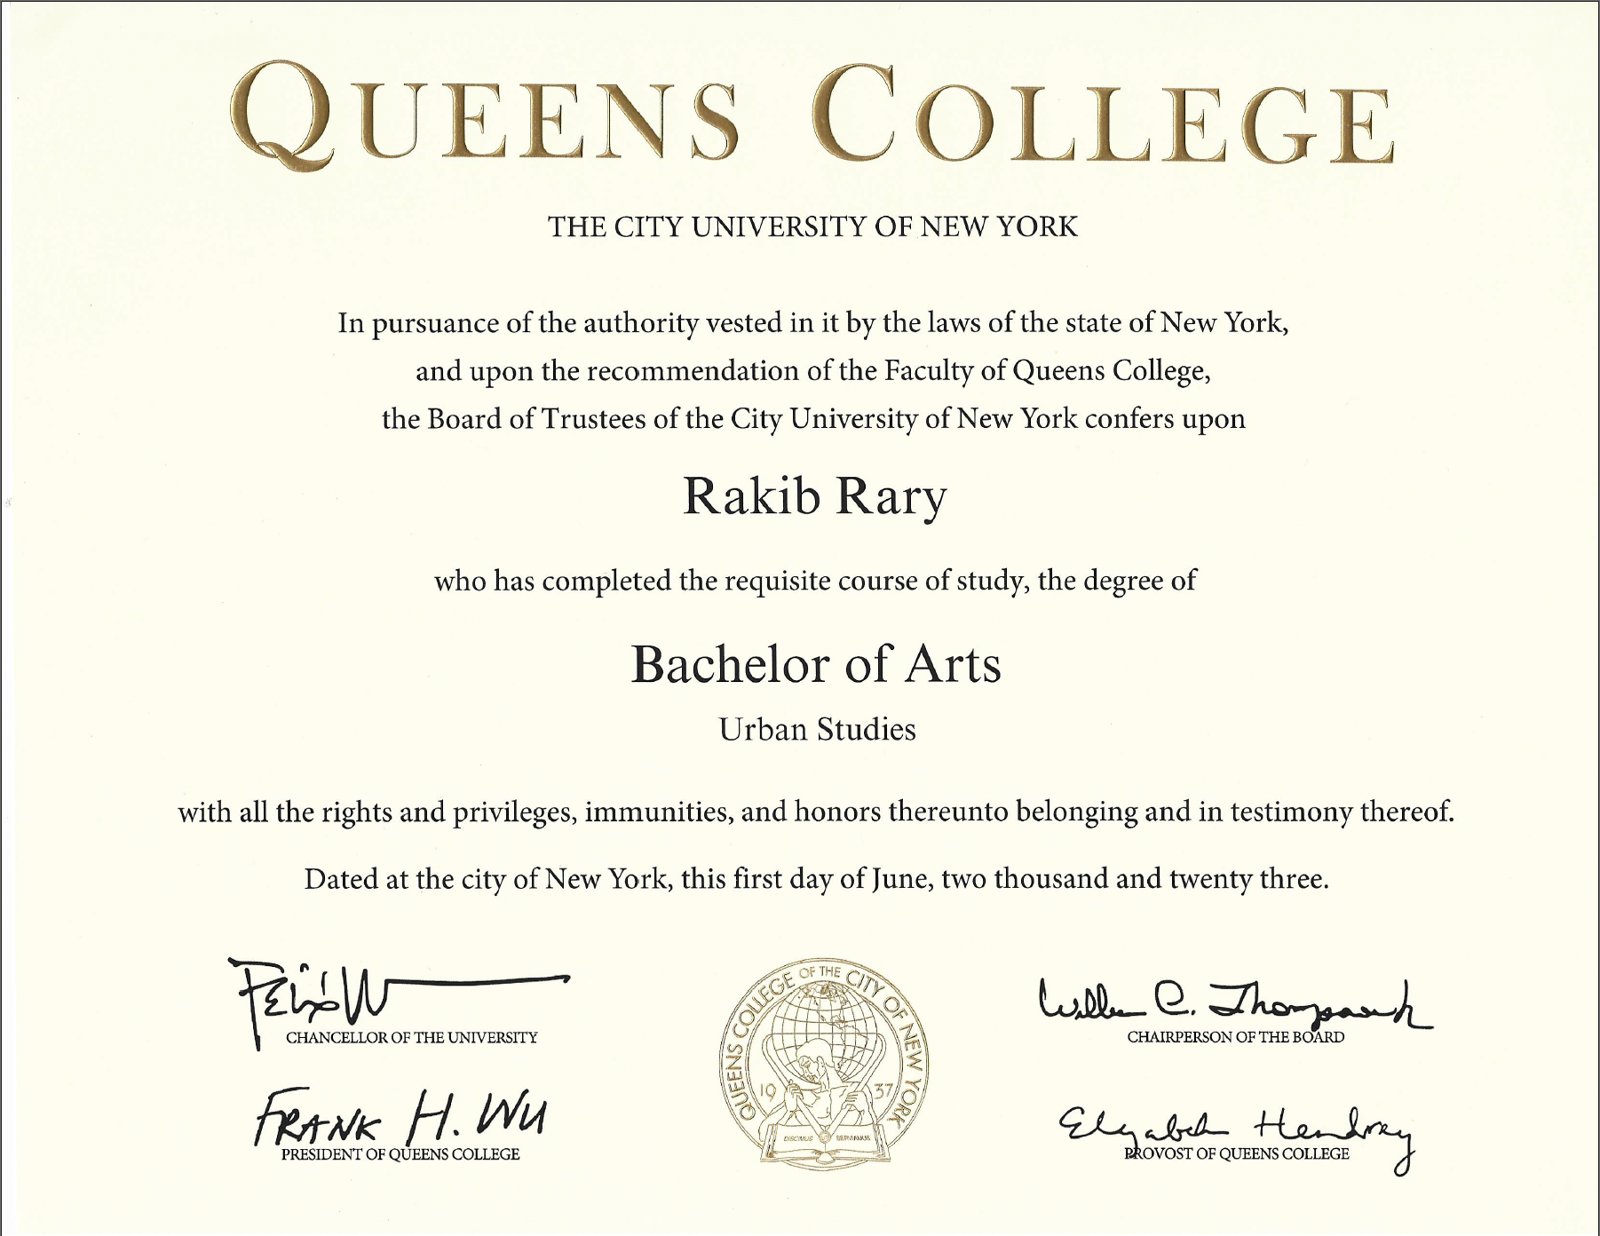 QUEENS COLLEGE
THE CITY UNIVERSITY OF NEW YORK
In pursuance of the authority vested in it by the laws of the state of New York,
and upon the recommendation of the Faculty of Queens College,
the Board of Trustees of the City University of New York confers upon
Rakib Rary
who has completed the requisite course of study, the degree of
Bachelor of Arts
Urban Studies
with all the rights and privileges, immunities, and honors thereunto belonging and in testimony thereof.
Dated at the city of New York, this first day of June, two thousand and twenty three.
CHANCELLOR OF THE UNIVERSITY
FRANK H. WU
PRESIDENT OF QUEENS COLLEGE
QUEENS COLLEGE OF THE CITY OF NEW YORK
19 37
DISCIMUS SERVIAMUS
William C. Thompson
CHAIRPERSON OF THE BOARD
Elizabeth Hendrey
PROVOST OF QUEENS COLLEGE